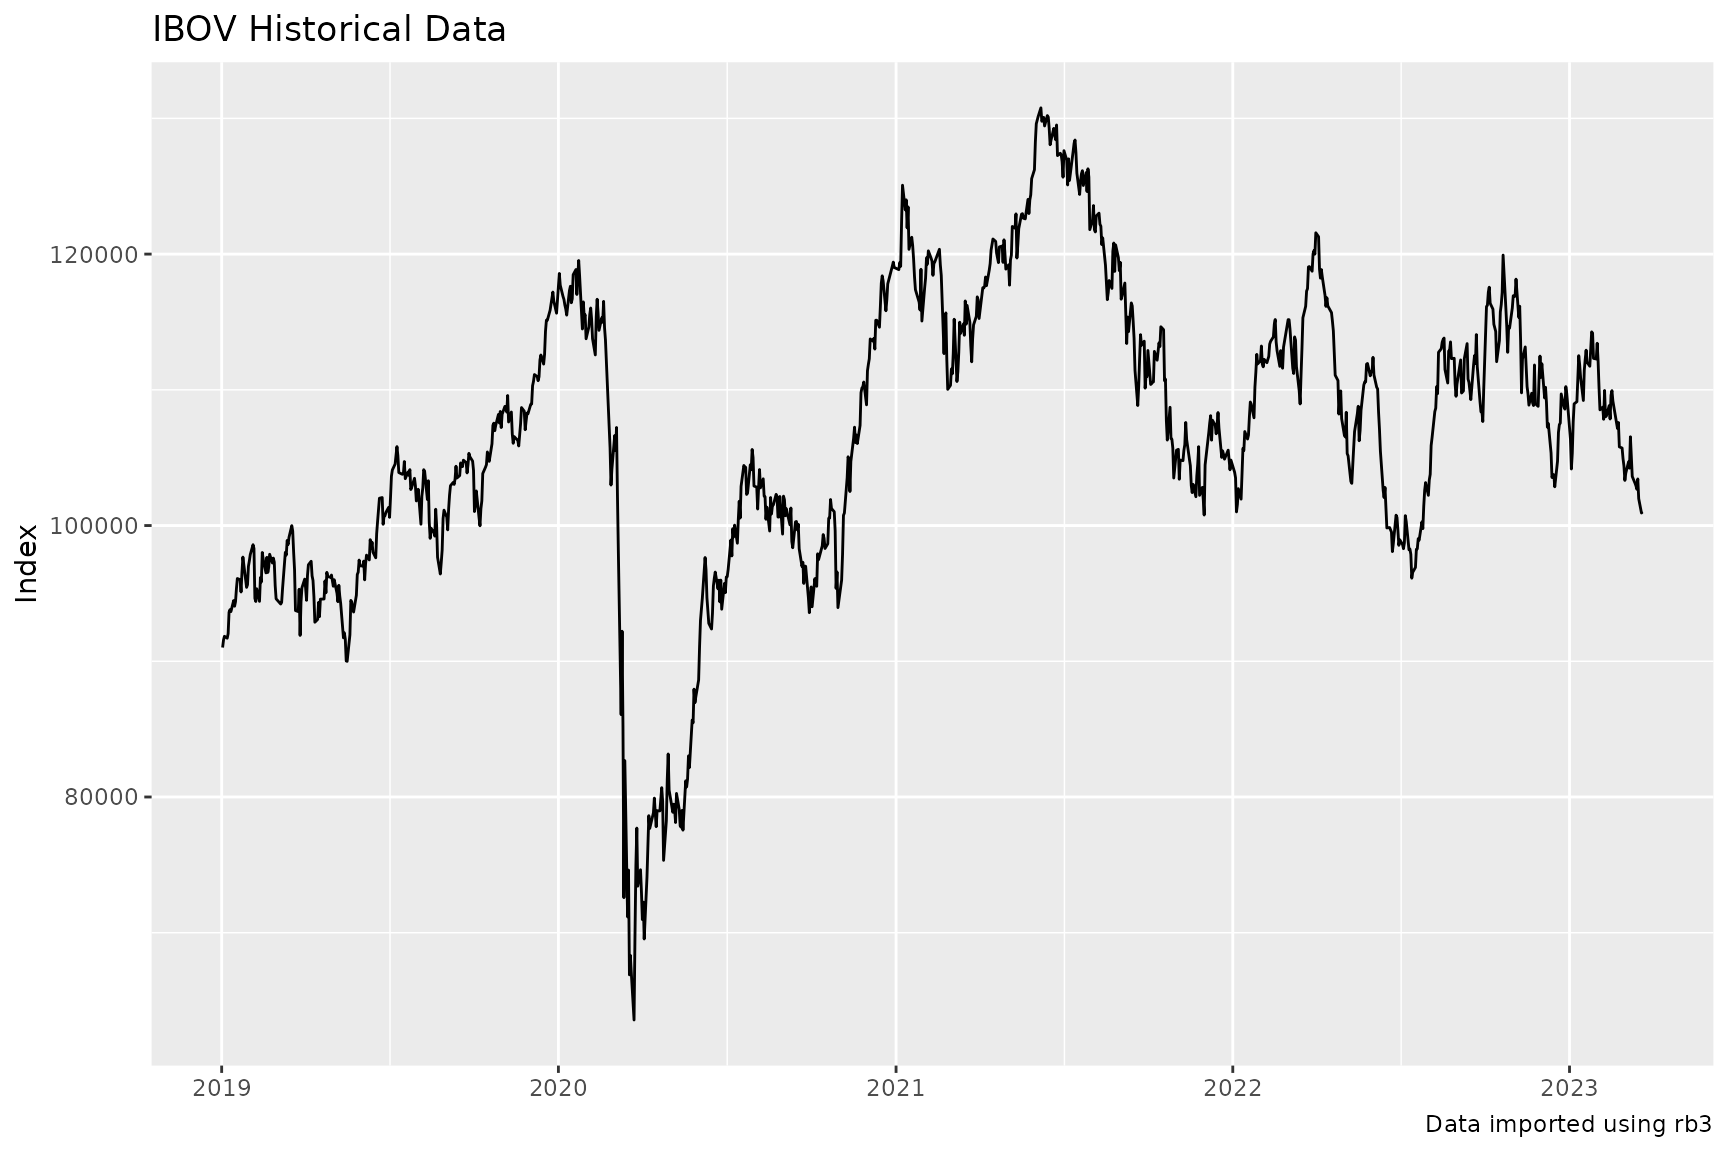 IBOV Historical Data
Index
120000
100000
80000
2019 2020 2021 2022 2023
Data imported using rb3